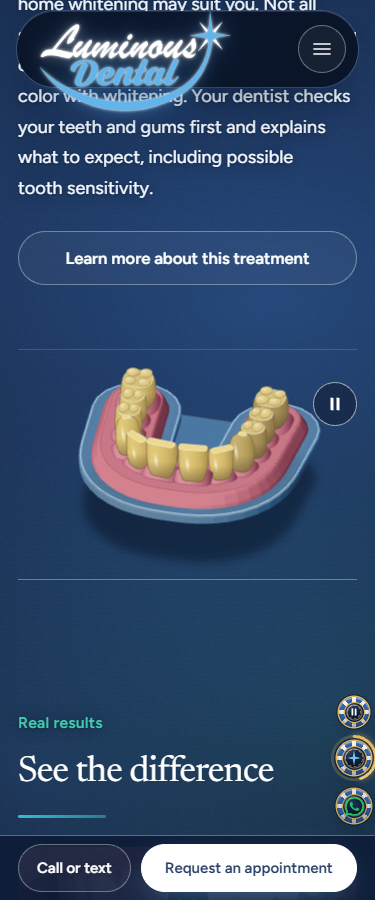 home whitening may suit you. Not all
Luminous
Dental
color with whitening. Your dentist checks
your teeth and gums first and explains
what to expect, including possible
tooth sensitivity.
Learn more about this treatment
Real results
See the difference
Call or text
Request an appointment